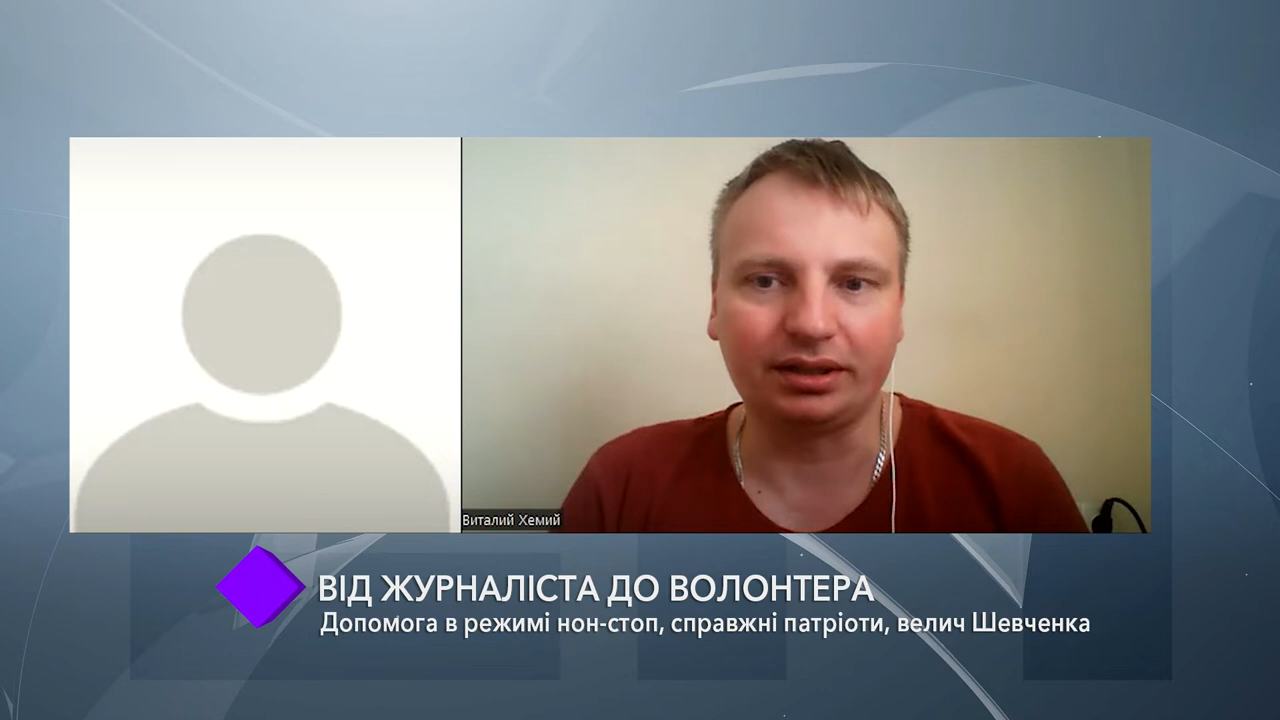 Виталий Хемий
ВІД ЖУРНАЛІСТА ДО ВОЛОНТЕРА
Допомога в режимі нон-стоп, справжні патріоти, велич Шевченка